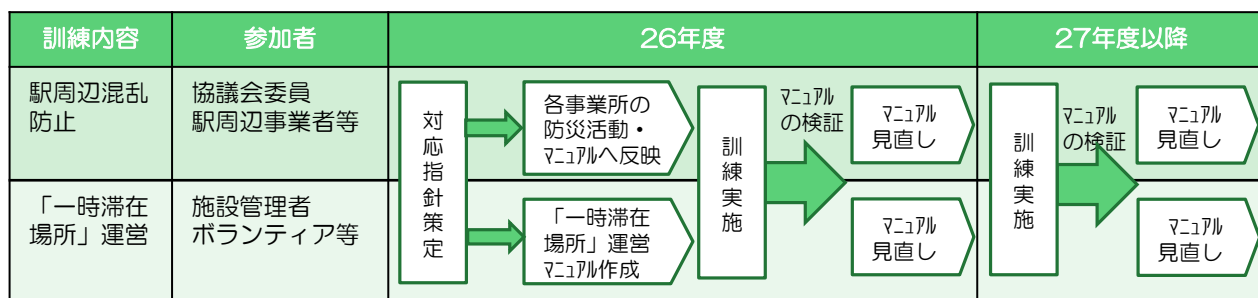 訓練内容
参加者
26年度
27年度以降
駅周辺混乱
防止
協議会委員
駅周辺事業者等
対応指針策定
各事業所の
防災活動・
ﾏﾆｭｱﾙへ反映
訓練実施
ﾏﾆｭｱﾙ
の検証
ﾏﾆｭｱﾙ
見直し
訓練実施
ﾏﾆｭｱﾙ
の検証
ﾏﾆｭｱﾙ
見直し
「一時滞在
場所」運営
施設管理者
ボランティア等
「一時滞在
場所」運営
ﾏﾆｭｱﾙ作成
ﾏﾆｭｱﾙ
見直し
ﾏﾆｭｱﾙ
見直し